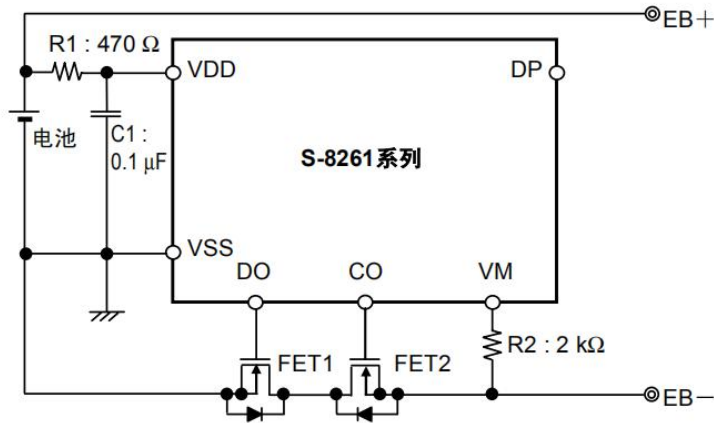 EB+
R1 : 470 Ω
VDD
DP
电池
C1 :
0.1 μF
S-8261系列
VSS
DO
CO
VM
FET1
FET2
R2 : 2 kΩ
EB−